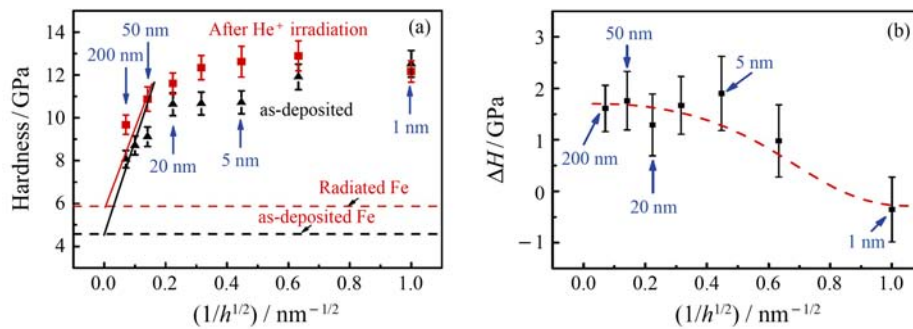 (a)
After He⁺ irradiation
50 nm
200 nm
as-deposited
20 nm
5 nm
1 nm
Radiated Fe
as-deposited Fe
Hardness / GPa
14
12
10
8
6
4
0.0 0.2 0.4 0.6 0.8 1.0
(1/h^{1/2}) / nm^{−1/2}
(b)
50 nm
5 nm
200 nm
20 nm
1 nm
ΔH / GPa
3
2
1
0
−1
0.0 0.2 0.4 0.6 0.8 1.0
(1/h^{1/2}) / nm^{−1/2}